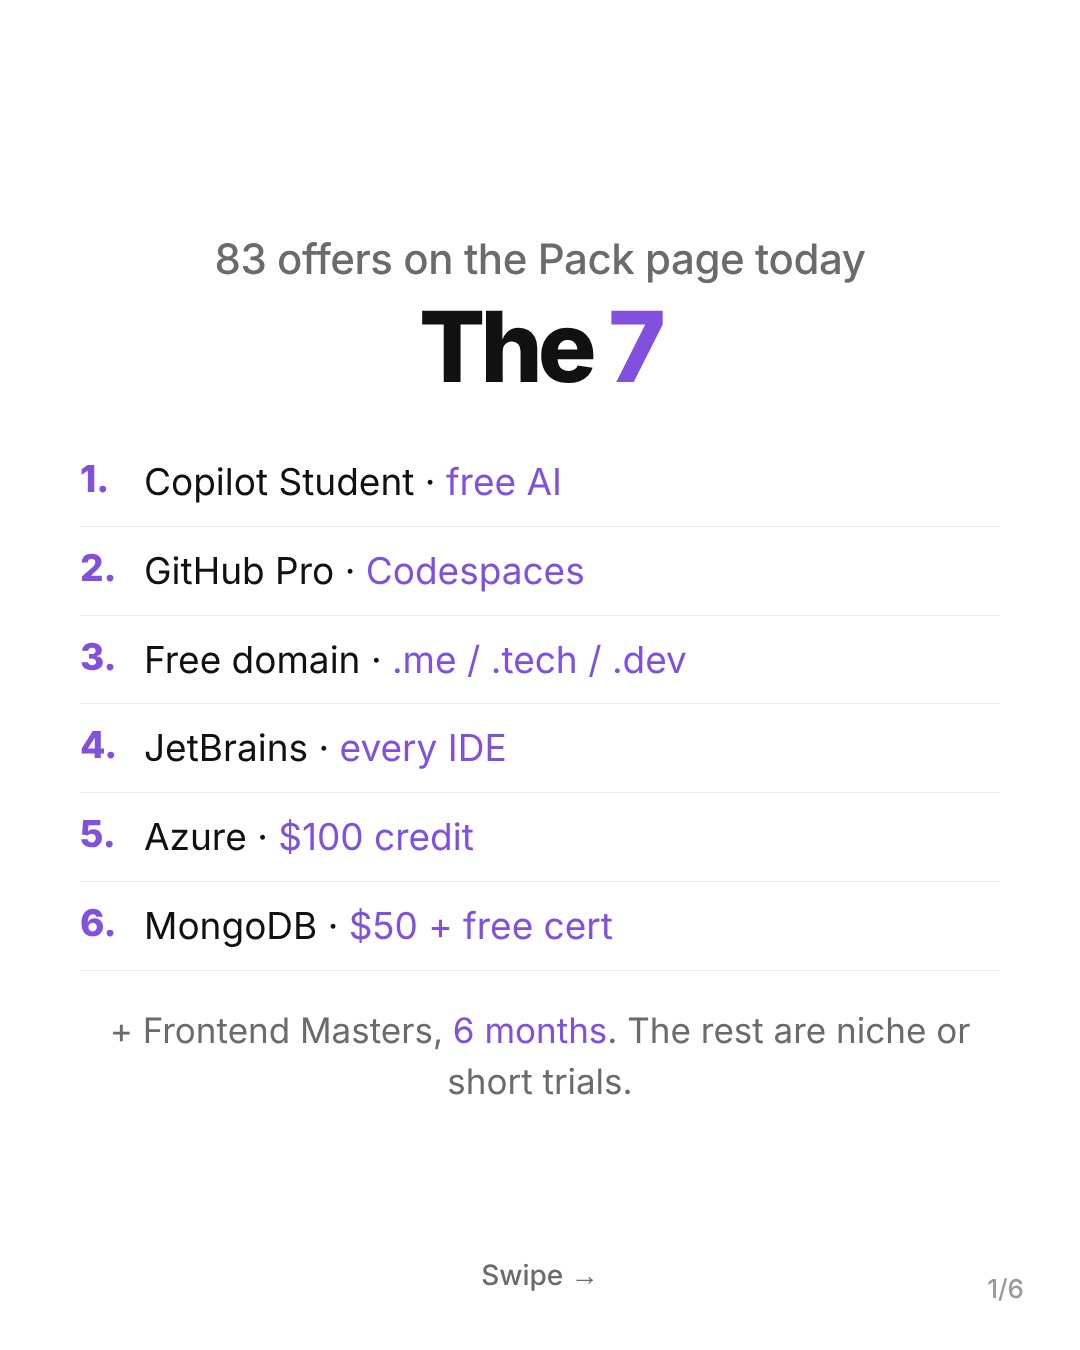 83 offers on the Pack page today
The 7
1. Copilot Student · free AI
2. GitHub Pro · Codespaces
3. Free domain · .me / .tech / .dev
4. JetBrains · every IDE
5. Azure · $100 credit
6. MongoDB · $50 + free cert
+ Frontend Masters, 6 months. The rest are niche or
short trials.
Swipe →
1/6